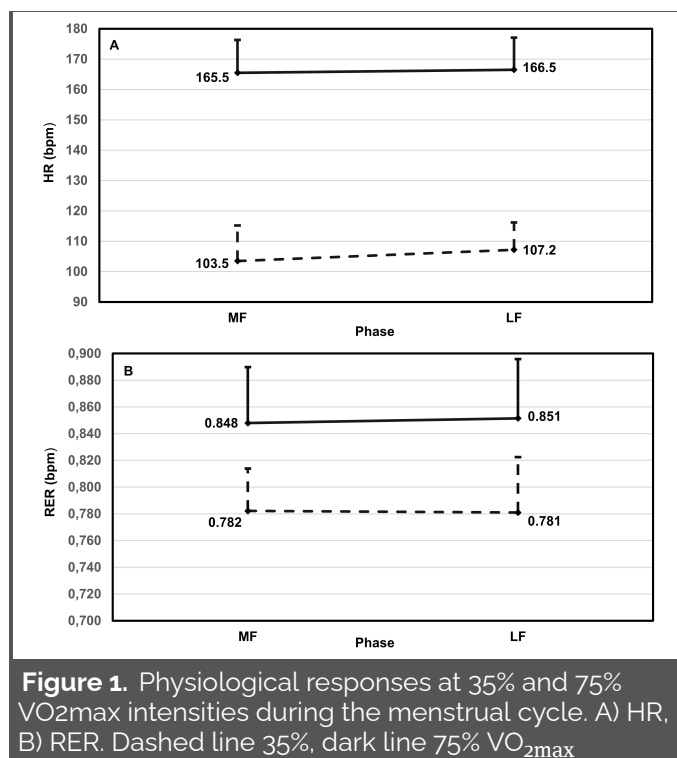 180
A
170
165.5
166.5
160
150
HR (bpm)
140
130
120
110
103.5
107.2
100
90
MF
LF
Phase
0,900
B
0,880
0,860
0.848
0.851
0,840
0,820
RER (bpm)
0,800
0,780
0.782
0.781
0,760
0,740
0,720
0,700
MF
LF
Phase
Figure 1. Physiological responses at 35% and 75%
VO2max intensities during the menstrual cycle. A) HR,
B) RER. Dashed line 35%, dark line 75% VO₂max